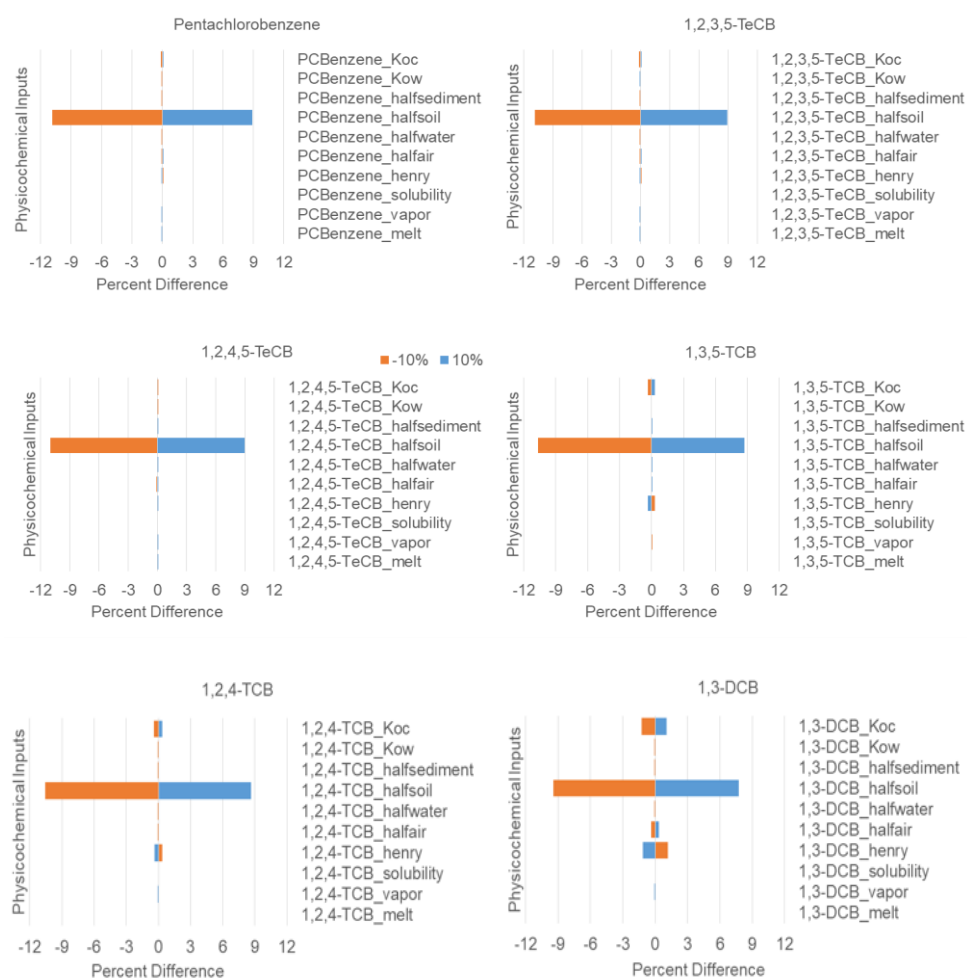 Pentachlorobenzene
Physicochemical Inputs
PCBenzene_Koc
PCBenzene_Kow
PCBenzene_halfsediment
PCBenzene_halfsoil
PCBenzene_halfwater
PCBenzene_halfair
PCBenzene_henry
PCBenzene_solubility
PCBenzene_vapor
PCBenzene_melt
-12 -9 -6 -3 0 3 6 9 12
Percent Difference
1,2,3,5-TeCB
Physicochemical Inputs
1,2,3,5-TeCB_Koc
1,2,3,5-TeCB_Kow
1,2,3,5-TeCB_halfsediment
1,2,3,5-TeCB_halfsoil
1,2,3,5-TeCB_halfwater
1,2,3,5-TeCB_halfair
1,2,3,5-TeCB_henry
1,2,3,5-TeCB_solubility
1,2,3,5-TeCB_vapor
1,2,3,5-TeCB_melt
-12 -9 -6 -3 0 3 6 9 12
Percent Difference
1,2,4,5-TeCB
-10% 10%
Physicochemical Inputs
1,2,4,5-TeCB_Koc
1,2,4,5-TeCB_Kow
1,2,4,5-TeCB_halfsediment
1,2,4,5-TeCB_halfsoil
1,2,4,5-TeCB_halfwater
1,2,4,5-TeCB_halfair
1,2,4,5-TeCB_henry
1,2,4,5-TeCB_solubility
1,2,4,5-TeCB_vapor
1,2,4,5-TeCB_melt
-12 -9 -6 -3 0 3 6 9 12
Percent Difference
1,3,5-TCB
Physicochemical Inputs
1,3,5-TCB_Koc
1,3,5-TCB_Kow
1,3,5-TCB_halfsediment
1,3,5-TCB_halfsoil
1,3,5-TCB_halfwater
1,3,5-TCB_halfair
1,3,5-TCB_henry
1,3,5-TCB_solubility
1,3,5-TCB_vapor
1,3,5-TCB_melt
-12 -9 -6 -3 0 3 6 9 12
Percent Difference
1,2,4-TCB
Physicochemical Inputs
1,2,4-TCB_Koc
1,2,4-TCB_Kow
1,2,4-TCB_halfsediment
1,2,4-TCB_halfsoil
1,2,4-TCB_halfwater
1,2,4-TCB_halfair
1,2,4-TCB_henry
1,2,4-TCB_solubility
1,2,4-TCB_vapor
1,2,4-TCB_melt
-12 -9 -6 -3 0 3 6 9 12
Percent Difference
1,3-DCB
Physicochemical Inputs
1,3-DCB_Koc
1,3-DCB_Kow
1,3-DCB_halfsediment
1,3-DCB_halfsoil
1,3-DCB_halfwater
1,3-DCB_halfair
1,3-DCB_henry
1,3-DCB_solubility
1,3-DCB_vapor
1,3-DCB_melt
-12 -9 -6 -3 0 3 6 9 12
Percent Difference